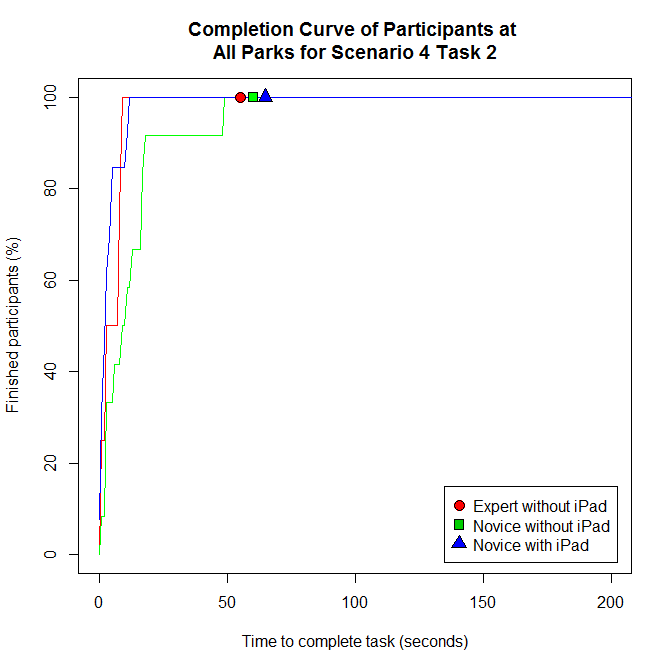 Completion Curve of Participants at
All Parks for Scenario 4 Task 2
Finished participants (%)
100
80
60
40
20
0
0 50 100 150 200
Time to complete task (seconds)
Expert without iPad
Novice without iPad
Novice with iPad